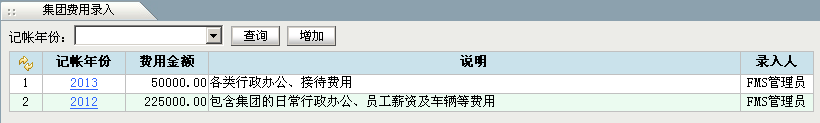 集团费用录入
记帐年份： 查询 增加
记帐年份 费用金额 说明 录入人
1 2013 50000.00 各类行政办公、接待费用 FMS管理员
2 2012 225000.00 包含集团的日常行政办公、员工薪资及车辆等费用 FMS管理员